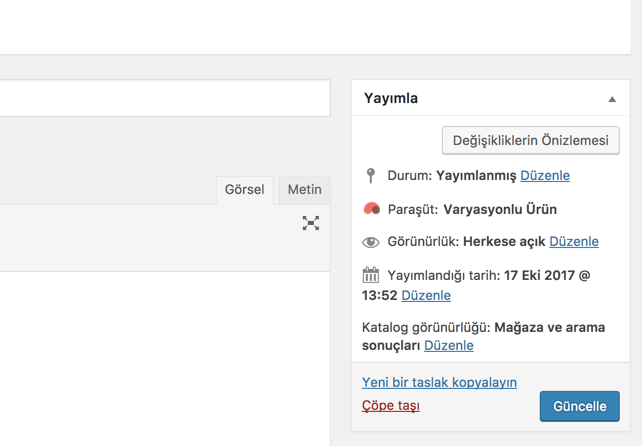 Yayımla
Değişikliklerin Önizlemesi
Durum: Yayımlanmış Düzenle
Görsel Metin
Paraşüt: Varyasyonlu Ürün
Görünürlük: Herkese açık Düzenle
Yayımlandığı tarih: 17 Eki 2017 @
13:52 Düzenle
Katalog görünürlüğü: Mağaza ve arama
sonuçları Düzenle
Yeni bir taslak kopyalayın
Çöpe taşı
Güncelle